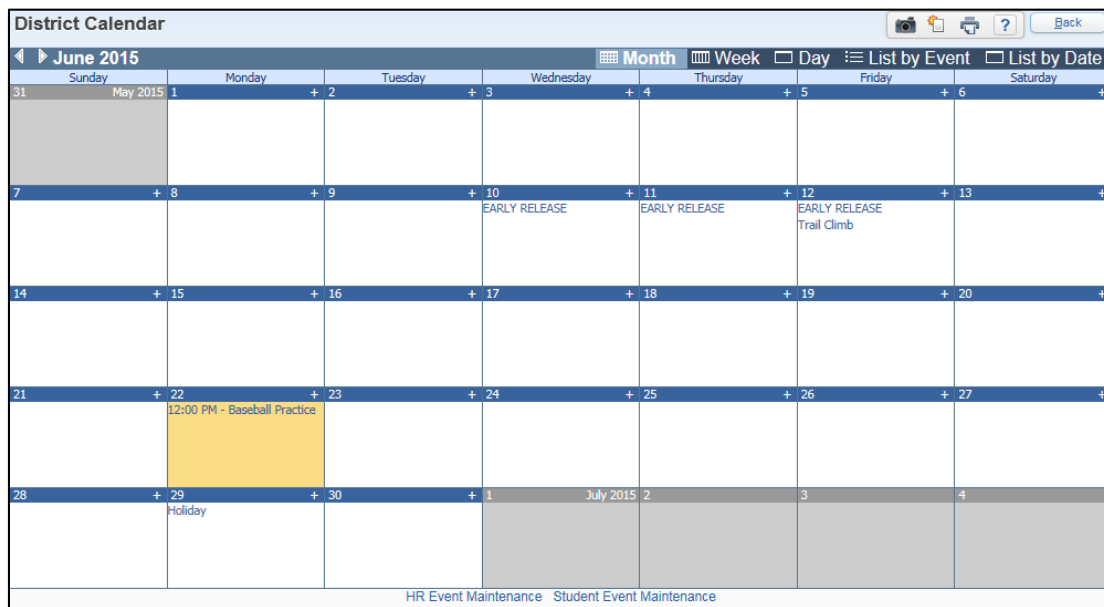 District Calendar ? Back
June 2015 Month Week Day List by Event List by Date
Sunday Monday Tuesday Wednesday Thursday Friday Saturday
31 May 2015 1 + 2 + 3 + 4 + 5 + 6 +
7 + 8 + 9 + 10 + 11 + 12 + 13 +
EARLY RELEASE EARLY RELEASE EARLY RELEASE
Trail Climb
14 + 15 + 16 + 17 + 18 + 19 + 20 +
21 + 22 + 23 + 24 + 25 + 26 + 27 +
12:00 PM - Baseball Practice
28 + 29 + 30 + 1 July 2015 2 3 4
Holiday
HR Event Maintenance Student Event Maintenance